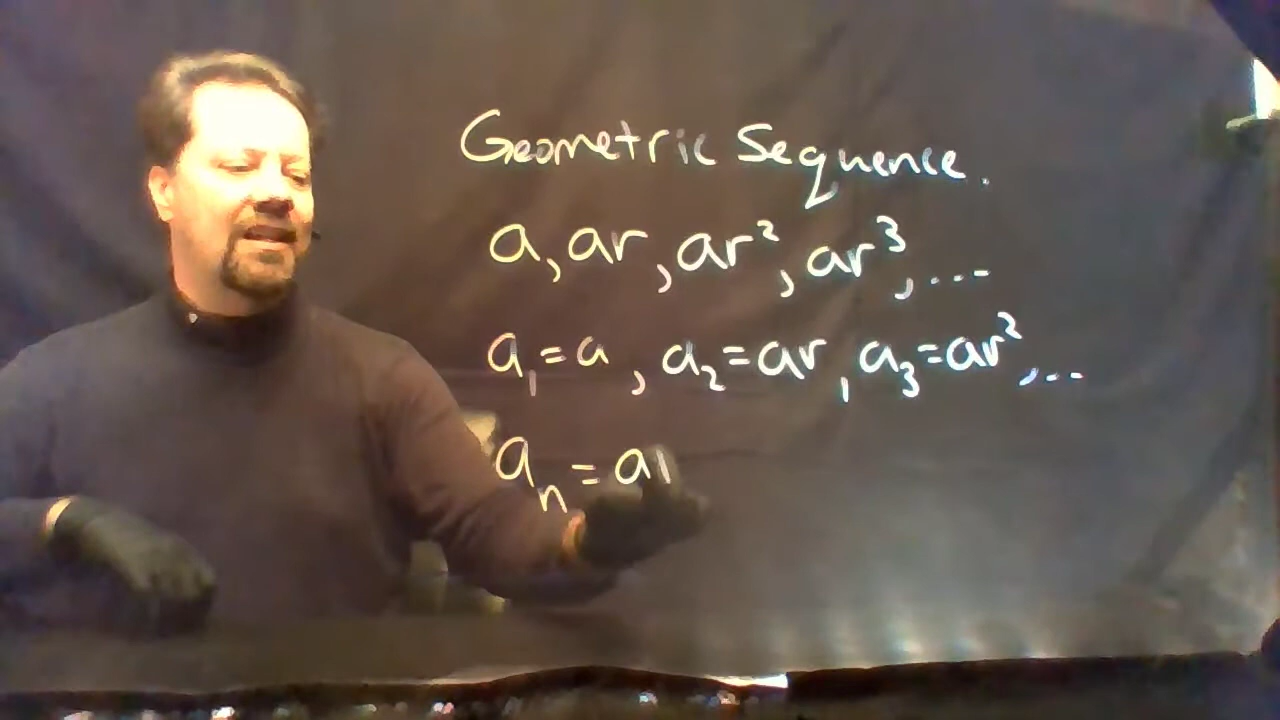 Geometric Sequence.
a, ar, ar², ar³, ...
a₁ = a, a₂ = ar, a₃ = ar², ...
aₙ = a